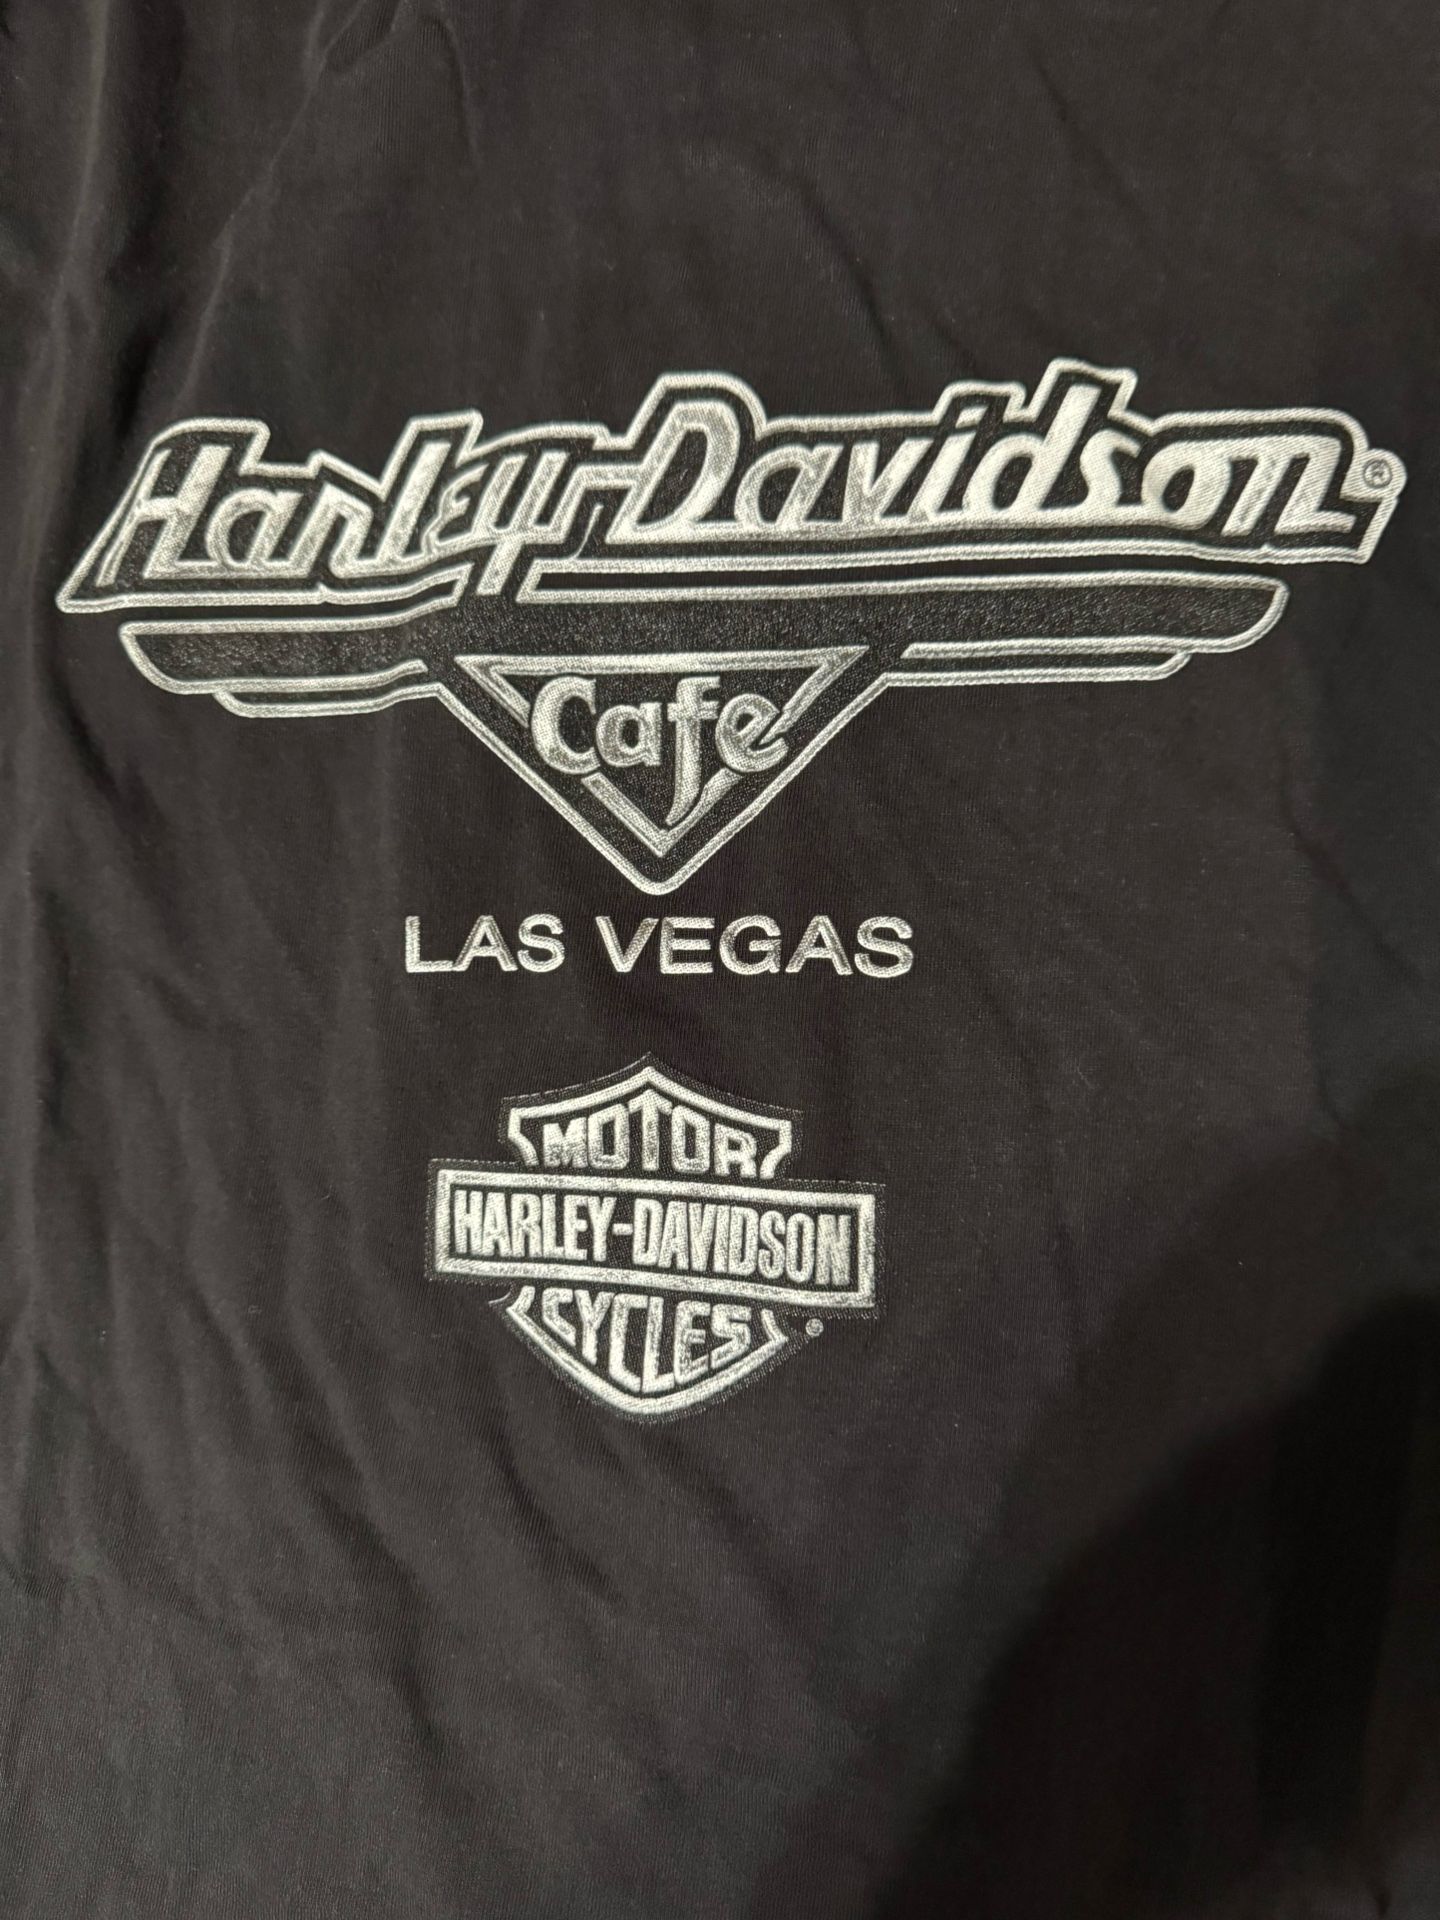 Harley-Davidson®
Cafe
LAS VEGAS
MOTOR
HARLEY-DAVIDSON
CYCLES